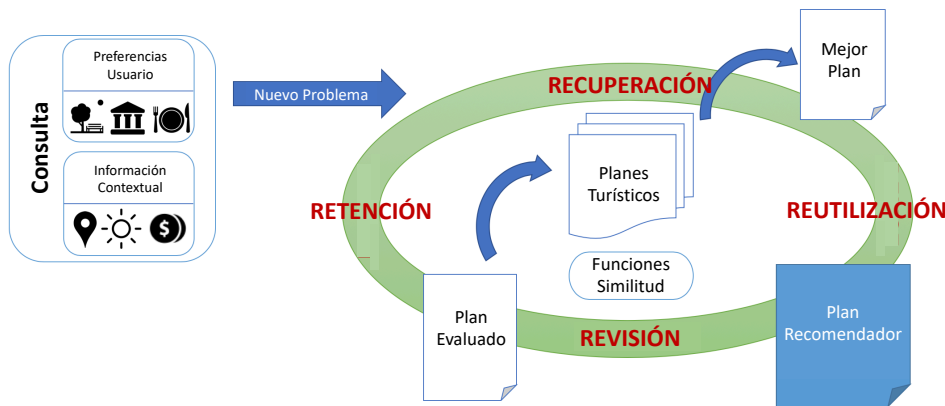 Consulta
Preferencias
Usuario
Información
Contextual
Nuevo Problema
RECUPERACIÓN
Mejor
Plan
Planes
Turísticos
RETENCIÓN
REUTILIZACIÓN
Funciones
Similitud
Plan
Evaluado
REVISIÓN
Plan
Recomendador